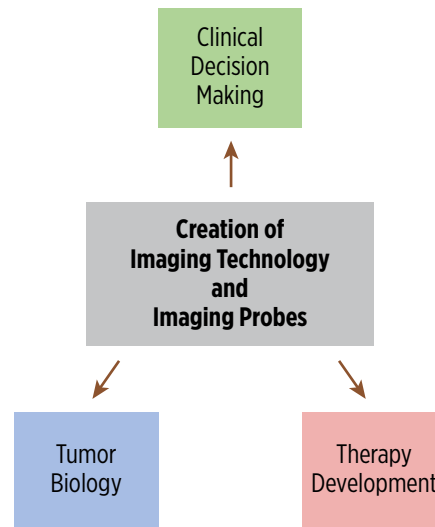 Clinical
Decision
Making
Creation of
Imaging Technology
and
Imaging Probes
Tumor
Biology
Therapy
Development